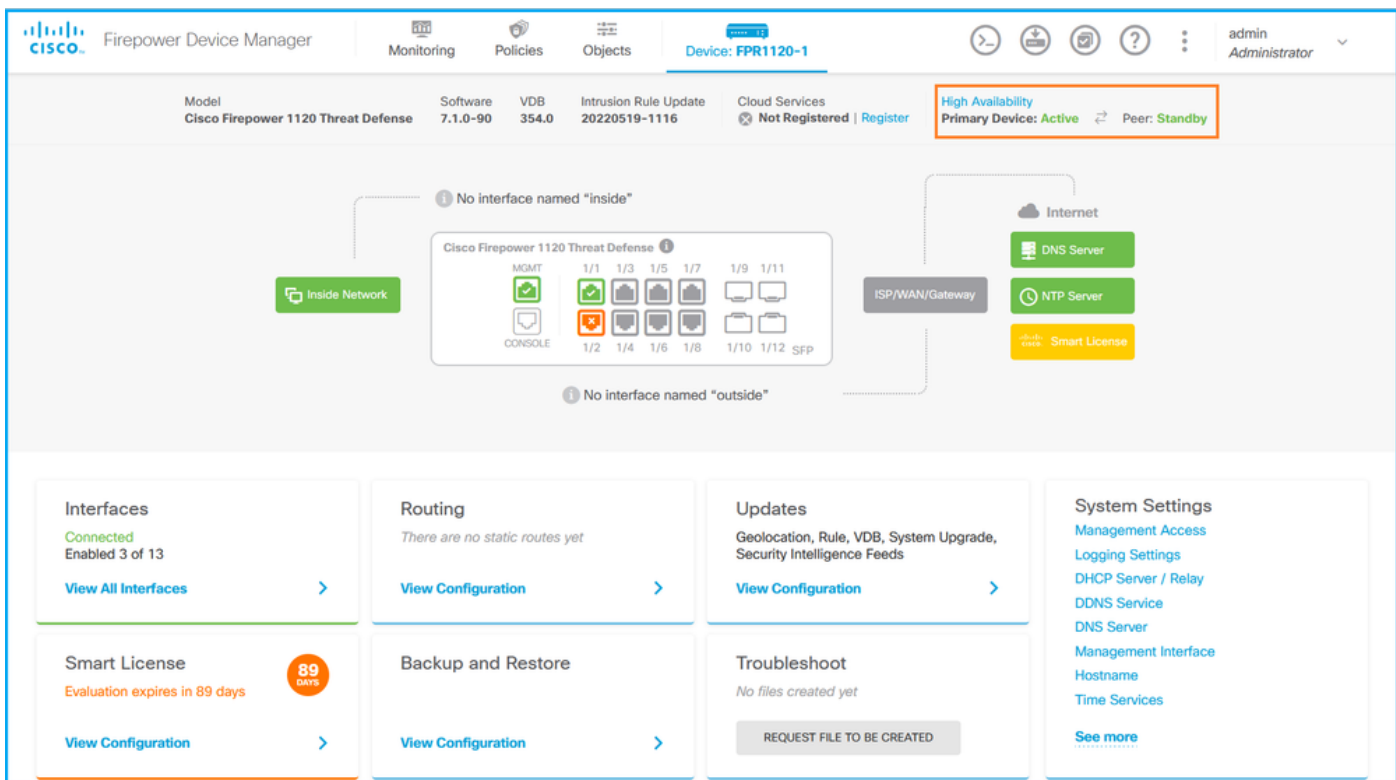 CISCO
Firepower Device Manager
Monitoring
Policies
Objects
Device: FPR1120-1
admin
Administrator
Model
Cisco Firepower 1120 Threat Defense
Software
7.1.0-90
VDB
354.0
Intrusion Rule Update
20220519-1116
Cloud Services
Not Registered | Register
High Availability
Primary Device: Active Peer: Standby
No interface named "inside"
Internet
Cisco Firepower 1120 Threat Defense
DNS Server
MGMT 1/1 1/3 1/5 1/7 1/9 1/11
Inside Network
ISP/WAN/Gateway
NTP Server
CONSOLE 1/2 1/4 1/6 1/8 1/10 1/12 SFP
Smart License
No interface named "outside"
Interfaces
Connected
Enabled 3 of 13
View All Interfaces
Routing
There are no static routes yet
View Configuration
Updates
Geolocation, Rule, VDB, System Upgrade,
Security Intelligence Feeds
View Configuration
System Settings
Management Access
Logging Settings
DHCP Server / Relay
DDNS Service
DNS Server
Management Interface
Hostname
Time Services
See more
Smart License
89
DAYS
Evaluation expires in 89 days
View Configuration
Backup and Restore
View Configuration
Troubleshoot
No files created yet
REQUEST FILE TO BE CREATED